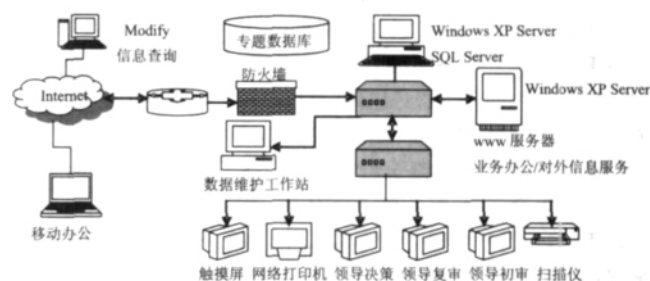 Modify
信息查询
专题数据库
Windows XP Server
SQL Server
防火墙
Internet
Windows XP Server
www 服务器
业务办公/对外信息服务
数据维护工作站
移动办公
触摸屏 网络打印机 领导决策 领导复审 领导初审 扫描仪